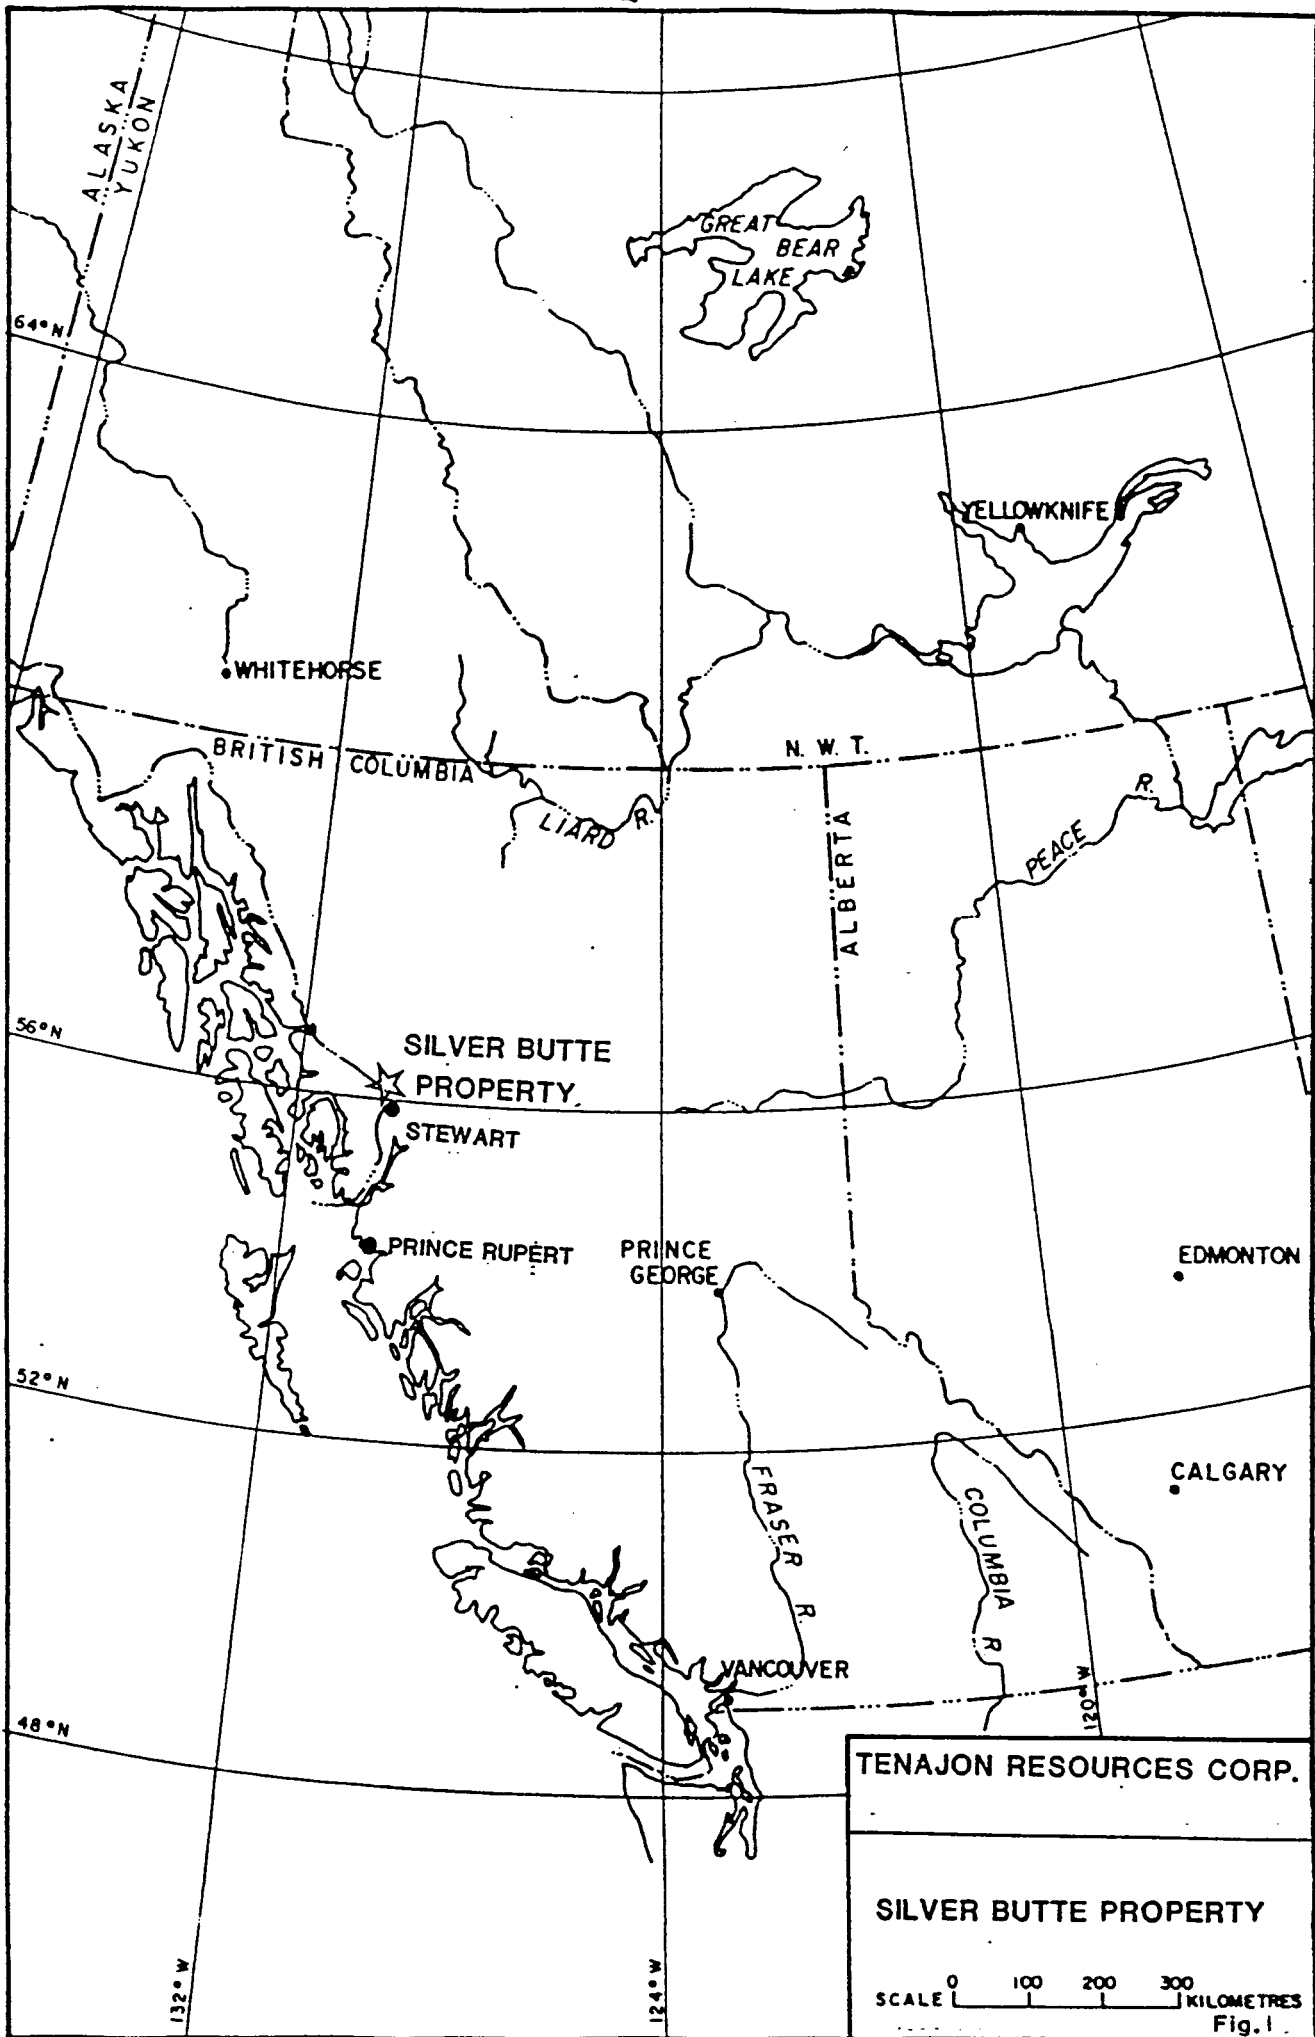 ALASKA
YUKON
GREAT
BEAR
LAKE
64°N
YELLOWKNIFE
WHITEHORSE
BRITISH COLUMBIA
N. W. T.
LIARD R.
ALBERTA
PEACE R.
56°N
SILVER BUTTE
PROPERTY
STEWART
PRINCE RUPERT
PRINCE
GEORGE
EDMONTON
52°N
CALGARY
FRASER R.
COLUMBIA R
VANCOUVER
120°W
48°N
TENAJON RESOURCES CORP.
SILVER BUTTE PROPERTY
132°W
124°W
0 100 200 300
SCALE KILOMETRES
Fig. 1